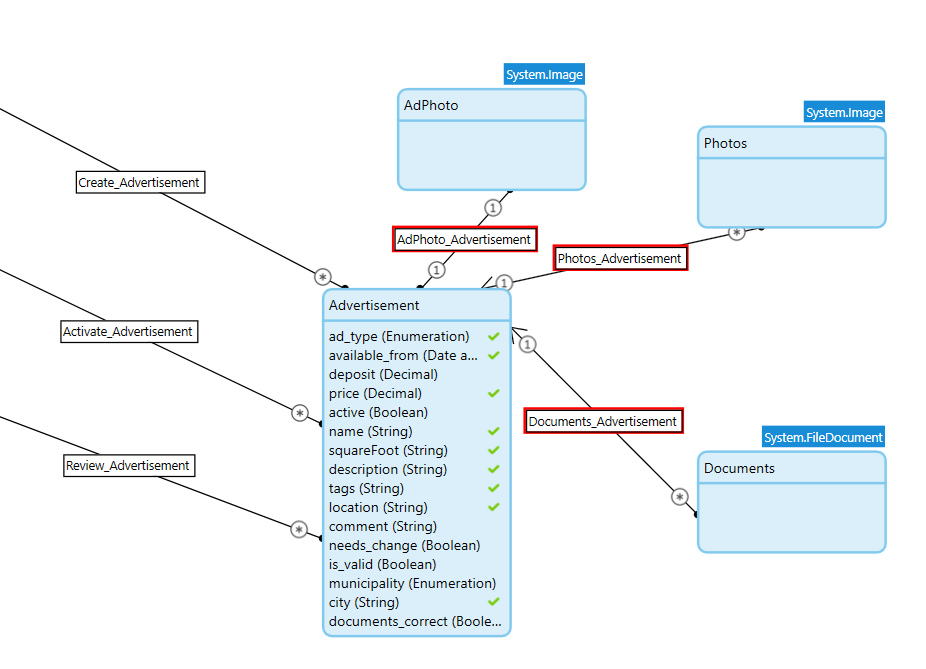 System.Image
AdPhoto
System.Image
Photos
Create_Advertisement
1
AdPhoto_Advertisement
*
Photos_Advertisement
1
*
1
Advertisement
Activate_Advertisement
ad_type (Enumeration)
available_from (Date a...
1
deposit (Decimal)
price (Decimal)
active (Boolean)
*
Documents_Advertisement
name (String)
System.FileDocument
squareFoot (String)
Review_Advertisement
description (String)
Documents
tags (String)
*
location (String)
comment (String)
*
needs_change (Boolean)
is_valid (Boolean)
municipality (Enumeration)
city (String)
documents_correct (Boole...